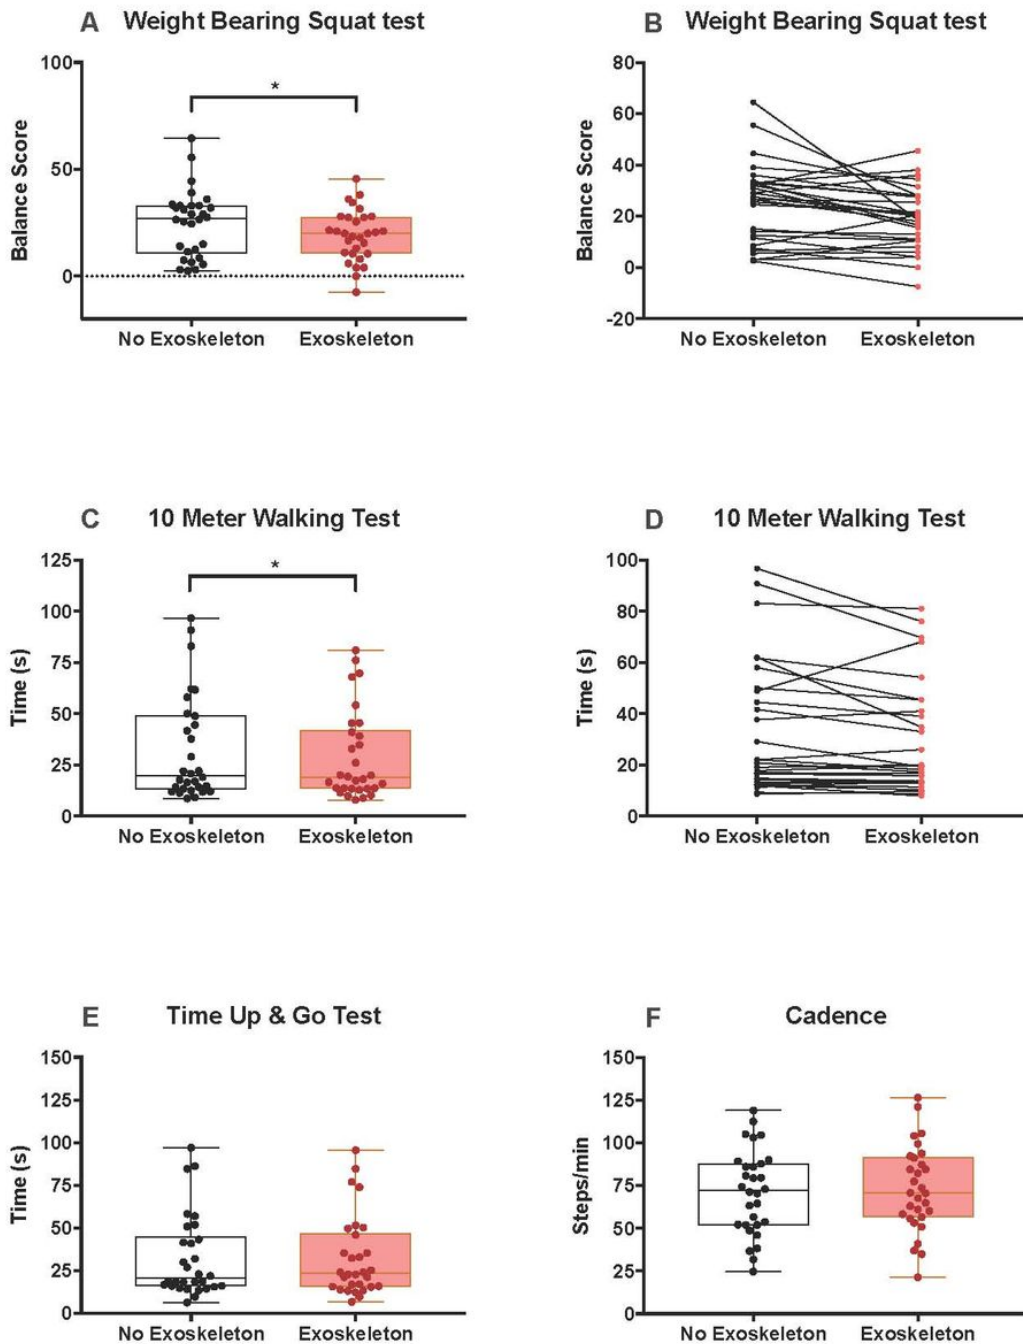 A Weight Bearing Squat test
100
50
0
Balance Score
*
No Exoskeleton Exoskeleton
B Weight Bearing Squat test
80
60
40
20
0
-20
Balance Score
No Exoskeleton Exoskeleton
C 10 Meter Walking Test
125
100
75
50
25
0
Time (s)
*
No Exoskeleton Exoskeleton
D 10 Meter Walking Test
100
80
60
40
20
0
Time (s)
No Exoskeleton Exoskeleton
E Time Up & Go Test
150
125
100
75
50
25
0
Time (s)
No Exoskeleton Exoskeleton
F Cadence
150
125
100
75
50
25
0
Steps/min
No Exoskeleton Exoskeleton